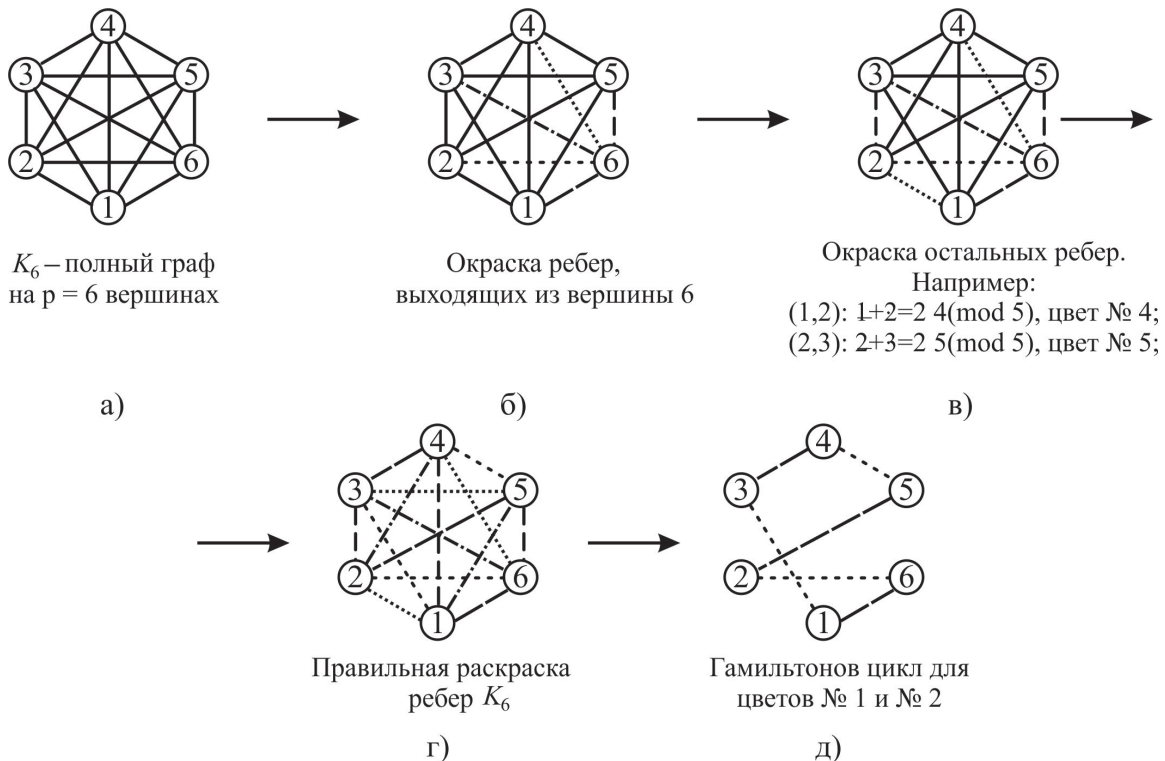 4
3
5
2
6
1
K₆ – полный граф
на p = 6 вершинах
а)
4
3
5
2
6
1
Окраска ребер,
выходящих из вершины 6
б)
4
3
5
2
6
1
Окраска остальных ребер.
Например:
(1,2): 1+2=2 4(mod 5), цвет № 4;
(2,3): 2+3=2 5(mod 5), цвет № 5;
в)
4
3
5
2
6
1
Правильная раскраска
ребер K₆
г)
4
3
5
2
6
1
Гамильтонов цикл для
цветов № 1 и № 2
д)